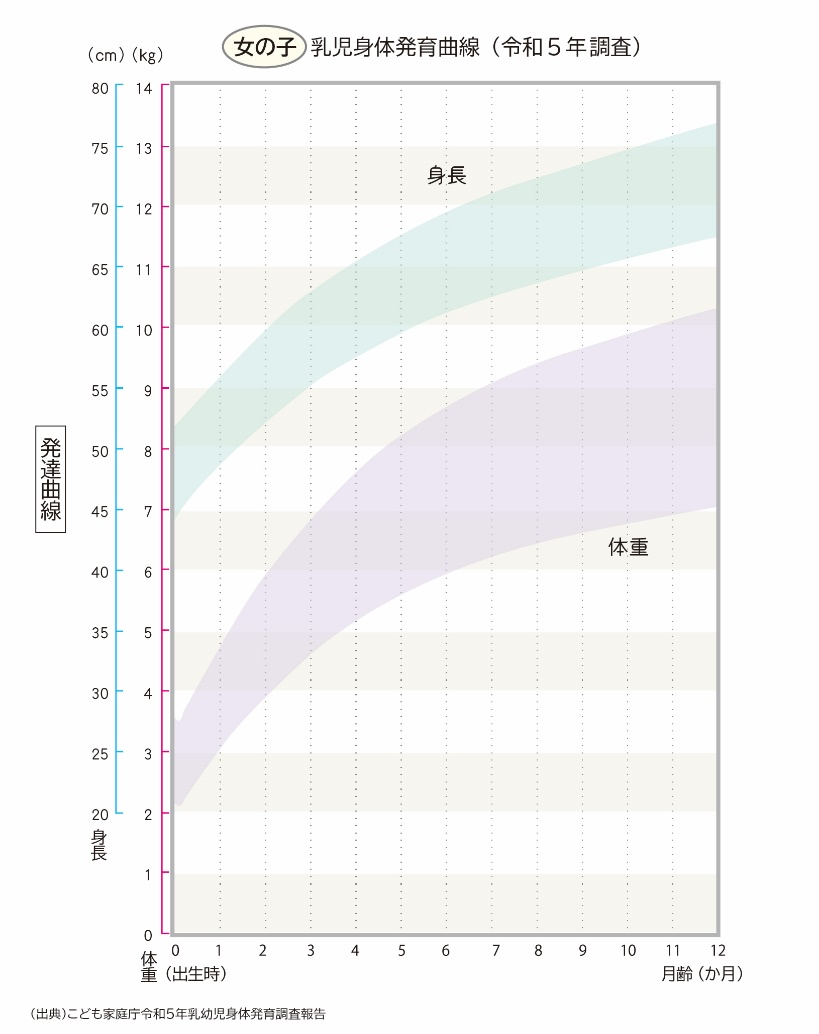 女の子 乳児身体発育曲線（令和５年調査）
(cm) (kg)
80 14
75 13
70 12
65 11
60 10
55 9
50 8
45 7
40 6
35 5
30 4
25 3
20 2
1
0
身長
体重
発達曲線
身長
体重
0 1 2 3 4 5 6 7 8 9 10 11 12
（出生時）
月齢（か月）
（出典）こども家庭庁令和5年乳幼児身体発育調査報告